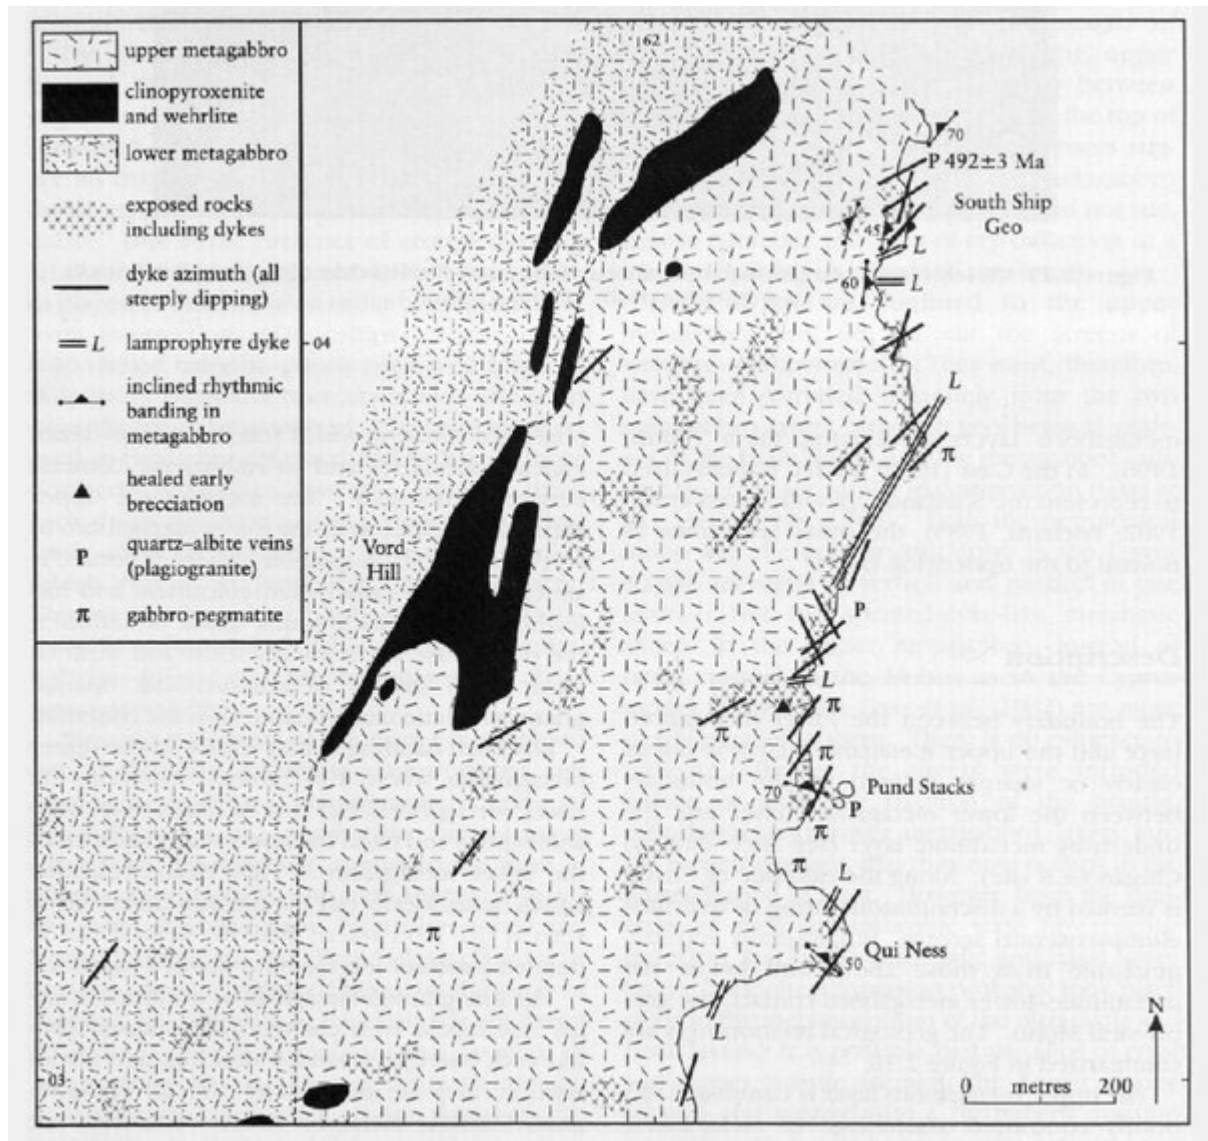 upper metagabbro
clinopyroxenite
and wehrlite
lower metagabbro
exposed rocks
including dykes
dyke azimuth (all
steeply dipping)
L
lamprophyre dyke
inclined rhythmic
banding in
metagabbro
healed early
brecciation
P
quartz–albite veins
(plagiogranite)
π
gabbro-pegmatite
62
70
P 492±3 Ma
South Ship
Geo
45
L
60
L
04
L
π
Vord
Hill
P
L
π
π
π
70
Pund Stacks
P
π
π
π
Qui Ness
50
L
N
03
0 metres 200